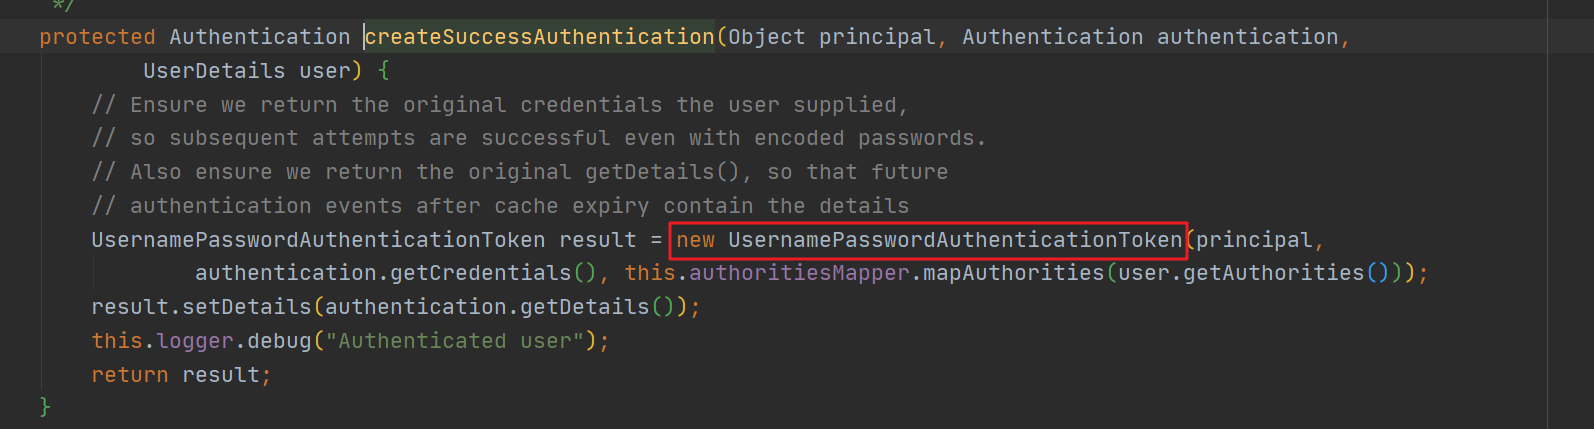 */
protected Authentication createSuccessAuthentication(Object principal, Authentication authentication,
UserDetails user) {
// Ensure we return the original credentials the user supplied,
// so subsequent attempts are successful even with encoded passwords.
// Also ensure we return the original getDetails(), so that future
// authentication events after cache expiry contain the details
UsernamePasswordAuthenticationToken result = new UsernamePasswordAuthenticationToken(principal,
authentication.getCredentials(), this.authoritiesMapper.mapAuthorities(user.getAuthorities()));
result.setDetails(authentication.getDetails());
this.logger.debug("Authenticated user");
return result;
}